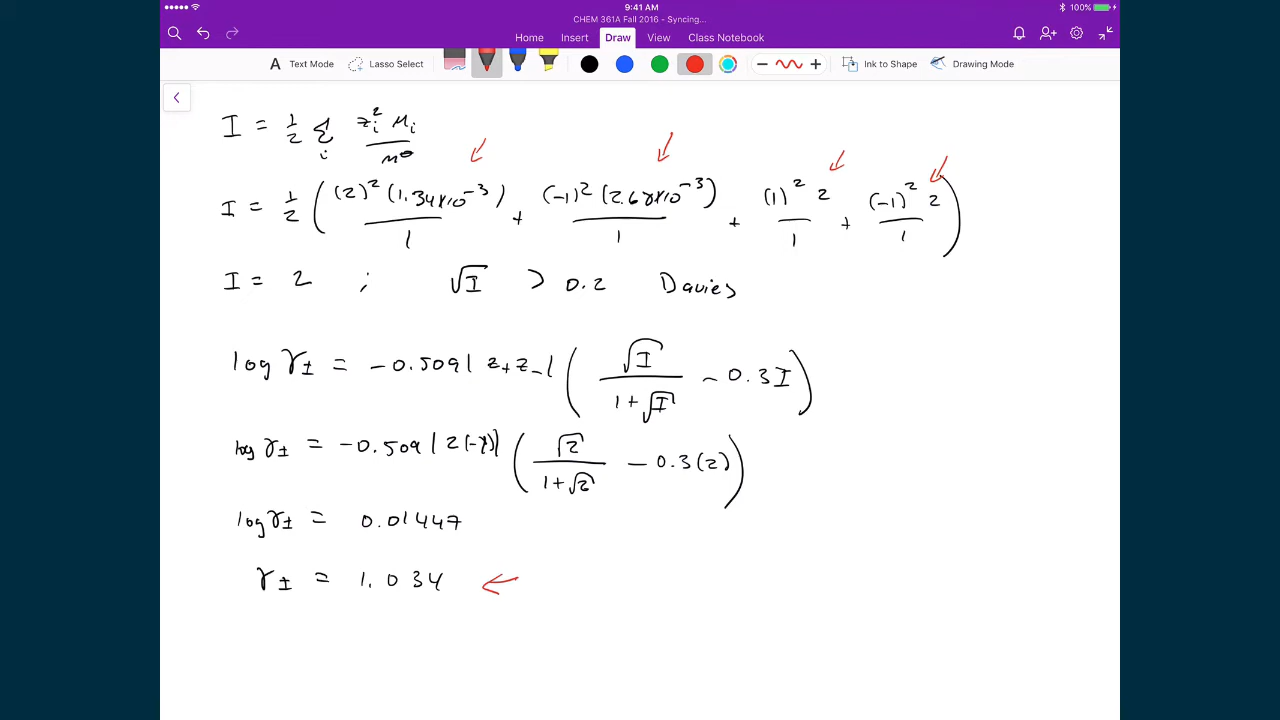 9:41 AM
100%
CHEM 361A Fall 2016 - Syncing...
Home Insert Draw View Class Notebook
Text Mode Lasso Select Ink to Shape Drawing Mode
I = 1/2 Σ_i z_i² m_i / m°
I = 1/2 ( (2)² (1.34×10⁻³) / 1 + (-1)² (2.68×10⁻³) / 1 + (1)² 2 / 1 + (-1)² 2 / 1 )
I = 2 ; √I > 0.2 Davies
log γ± = -0.509 | z₊ z₋ | ( √I / (1+√I) - 0.3 I )
log γ± = -0.509 | 2(-1) | ( √2 / (1+√2) - 0.3(2) )
log γ± = 0.01447
γ± = 1.034